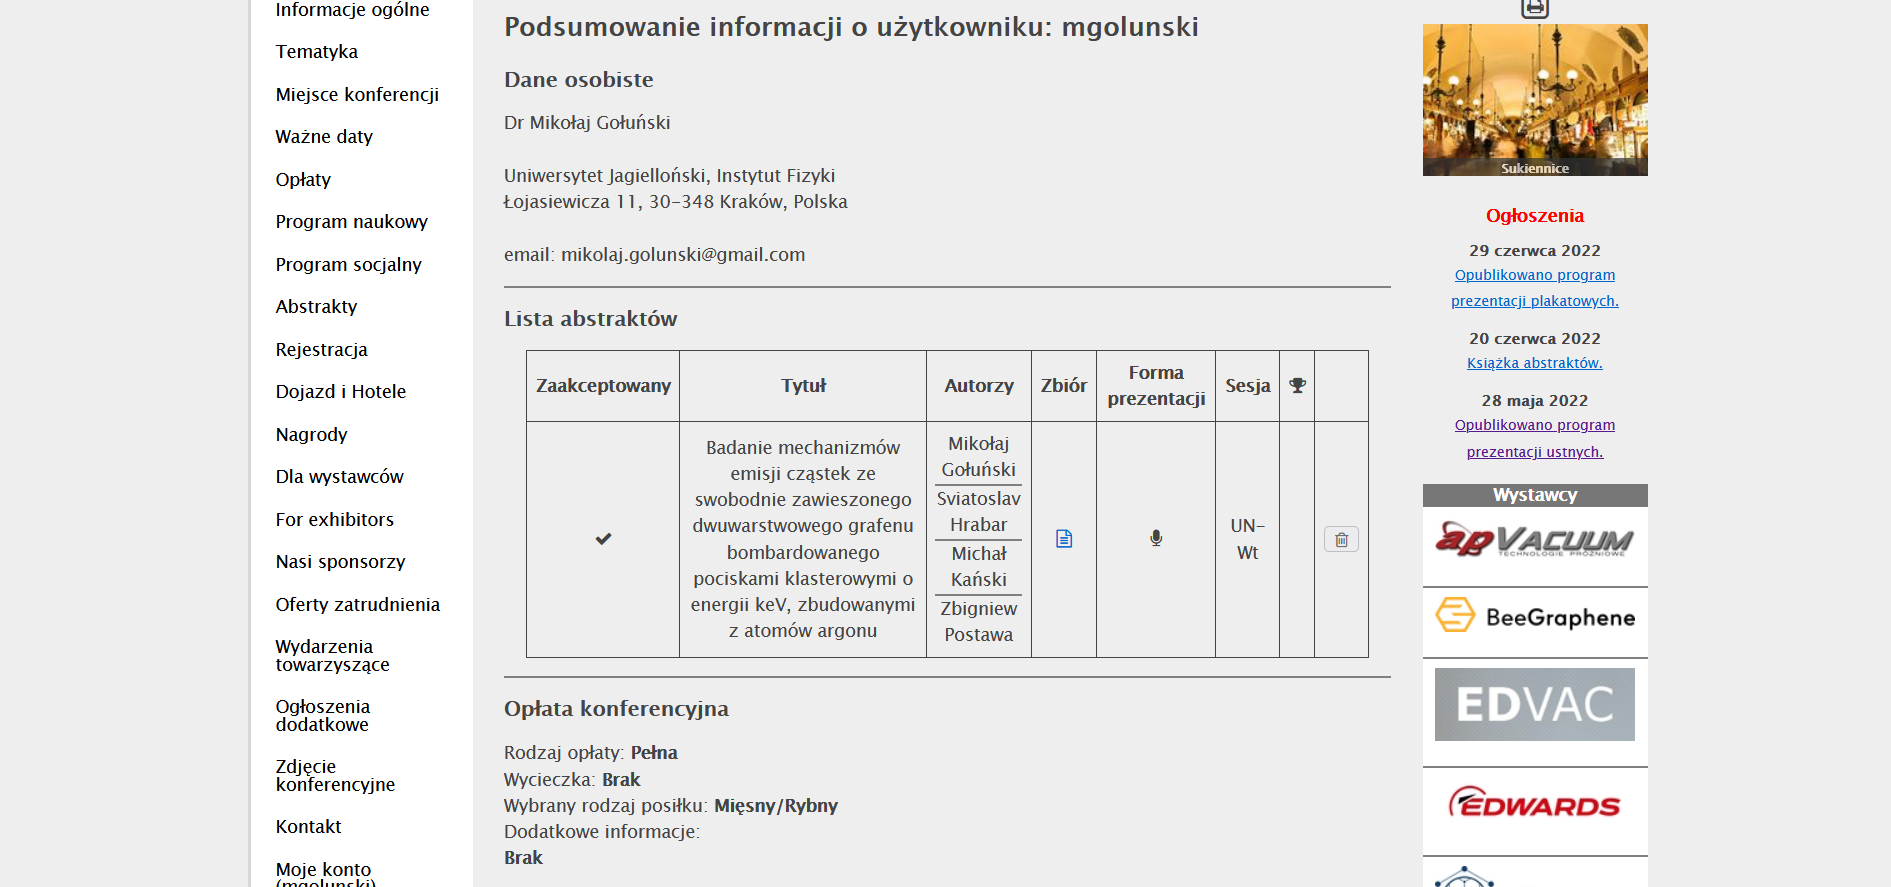 Informacje ogólne
Tematyka
Miejsce konferencji
Ważne daty
Opłaty
Program naukowy
Program socjalny
Abstrakty
Rejestracja
Dojazd i Hotele
Nagrody
Dla wystawców
For exhibitors
Nasi sponsorzy
Oferty zatrudnienia
Wydarzenia
towarzyszące
Ogłoszenia
dodatkowe
Zdjęcie
konferencyjne
Kontakt
Moje konto
(mgolunski)
Podsumowanie informacji o użytkowniku: mgolunski
Dane osobiste
Dr Mikołaj Gołuński
Uniwersytet Jagielloński, Instytut Fizyki
Łojasiewicza 11, 30-348 Kraków, Polska
email: mikolaj.golunski@gmail.com
Lista abstraktów
Zaakceptowany
Tytuł
Autorzy
Zbiór
Forma
prezentacji
Sesja
Badanie mechanizmów
emisji cząstek ze
swobodnie zawieszonego
dwuwarstwowego grafenu
bombardowanego
pociskami klasterowymi o
energii keV, zbudowanymi
z atomów argonu
Mikołaj
Gołuński
Sviatoslav
Hrabar
Michał
Kański
Zbigniew
Postawa
UN-
Wt
Opłata konferencyjna
Rodzaj opłaty: Pełna
Wycieczka: Brak
Wybrany rodzaj posiłku: Mięsny/Rybny
Dodatkowe informacje:
Brak
Sukiennice
Ogłoszenia
29 czerwca 2022
Opublikowano program
prezentacji plakatowych.
20 czerwca 2022
Książka abstraktów.
28 maja 2022
Opublikowano program
prezentacji ustnych.
Wystawcy
apVACUUM
TECHNOLOGIE PRÓŻNIOWE
BeeGraphene
EDVAC
EDWARDS